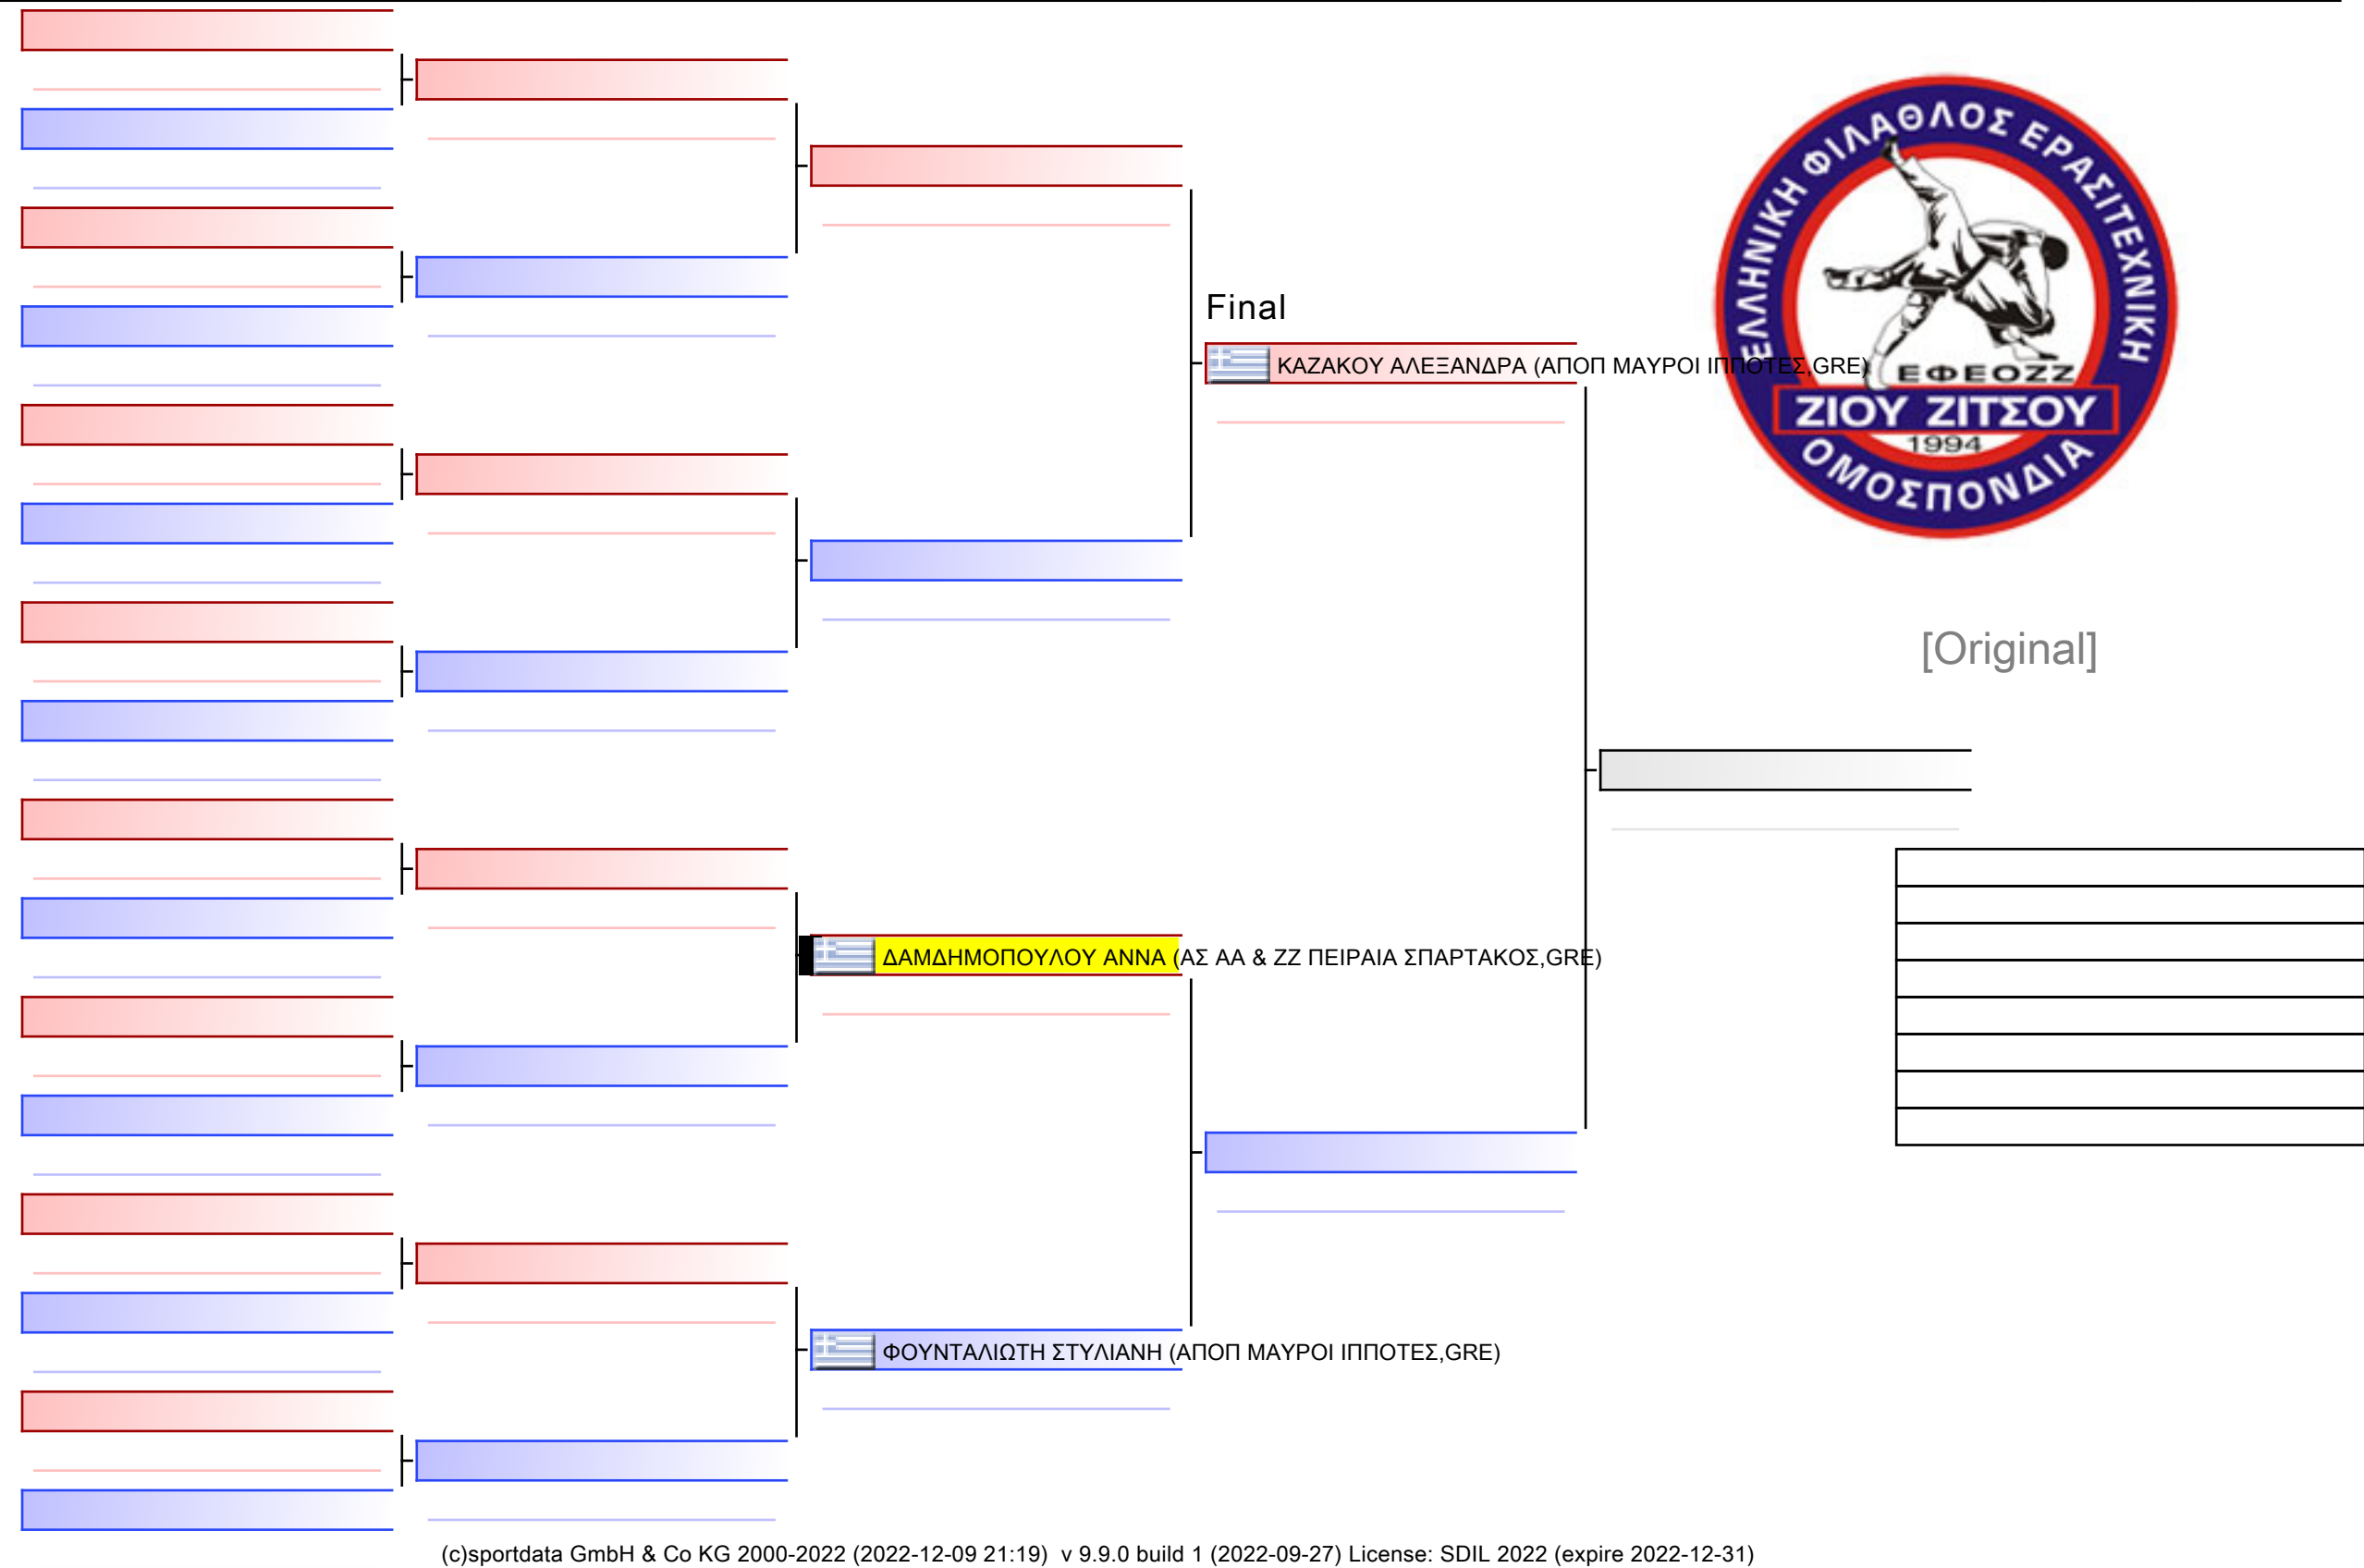 ΕΛΛΗΝΙΚΗ ΦΙΛΑΘΛΟΣ ΕΡΑΣΙΤΕΧΝΙΚΗ
Final
ΚΑΖΑΚΟΥ ΑΛΕΞΑΝΔΡΑ (ΑΠΟΠ ΜΑΥΡΟΙ ΙΠΠΟΤΕΣ,GRE)
ΕΦΕΟΖΖ
ΖΙΟΥ ΖΙΤΣΟΥ
1994
ΟΜΟΣΠΟΝΔΙΑ
[Original]
ΔΑΜΔΗΜΟΠΟΥΛΟΥ ΑΝΝΑ (ΑΣ ΑΑ & ΖΖ ΠΕΙΡΑΙΑ ΣΠΑΡΤΑΚΟΣ,GRE)
ΦΟΥΝΤΑΛΙΩΤΗ ΣΤΥΛΙΑΝΗ (ΑΠΟΠ ΜΑΥΡΟΙ ΙΠΠΟΤΕΣ,GRE)
(c)sportdata GmbH & Co KG 2000-2022 (2022-12-09 21:19) v 9.9.0 build 1 (2022-09-27) License: SDIL 2022 (expire 2022-12-31)